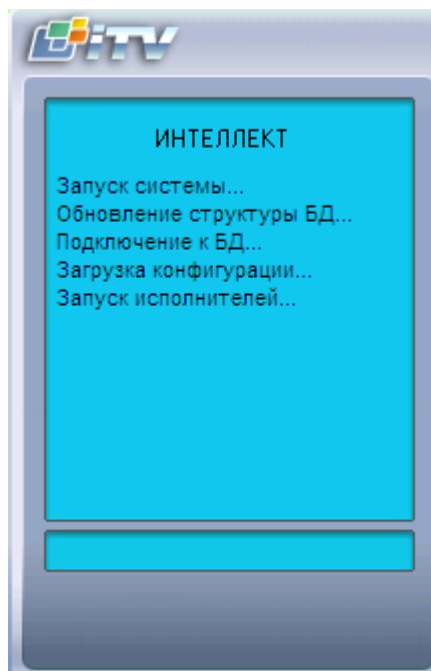 iTV
ИНТЕЛЛЕКТ
Запуск системы...
Обновление структуры БД...
Подключение к БД...
Загрузка конфигурации...
Запуск исполнителей...